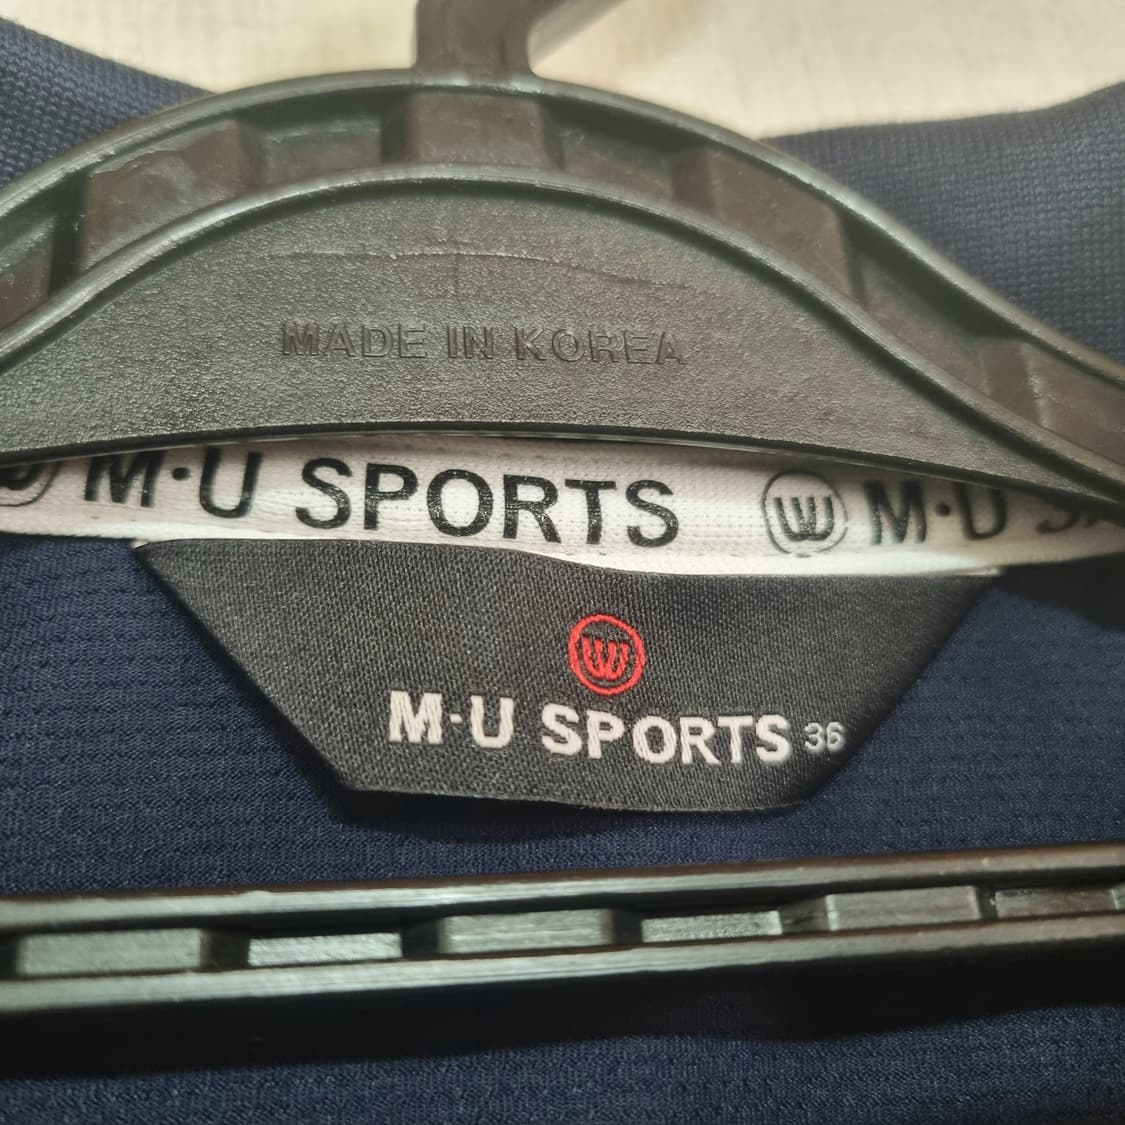 MADE IN KOREA
M·U SPORTS M·U
M·U SPORTS 36